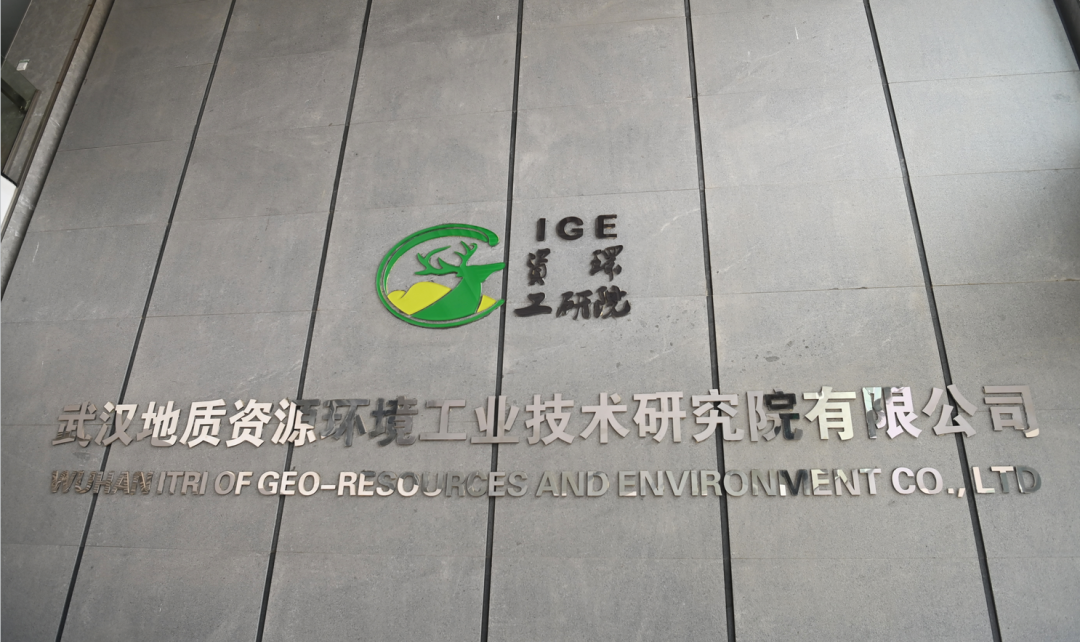 IGE
資環
工研院
武汉地质资源环境工业技术研究院有限公司
WUHAN ITRI OF GEO-RESOURCES AND ENVIRONMENT CO., LTD